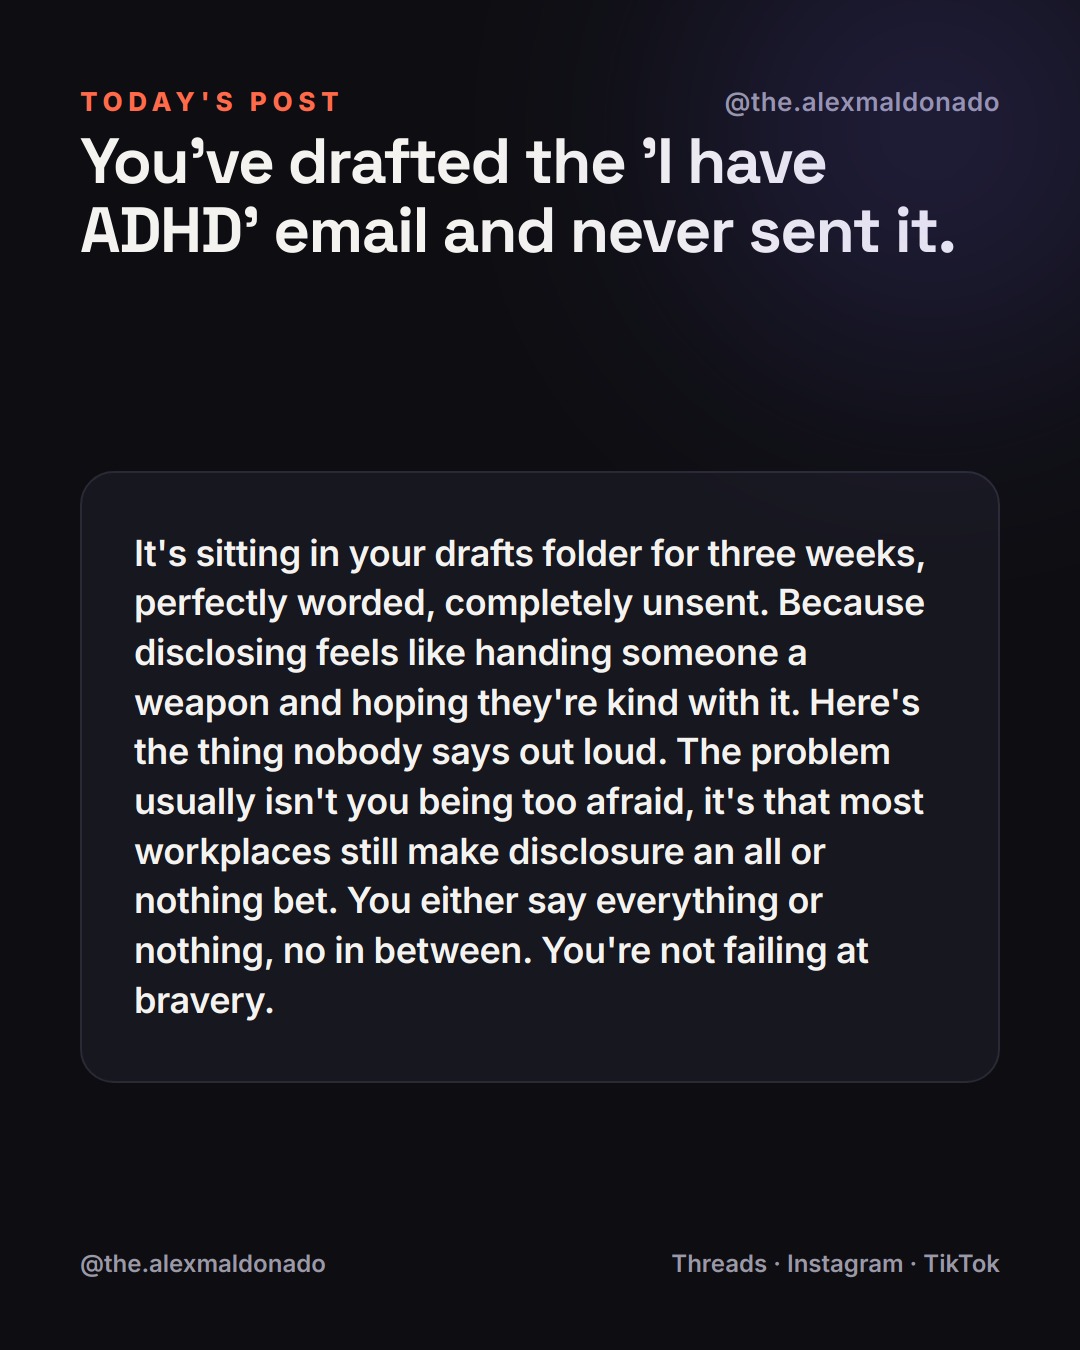 TODAY'S POST
@the.alexmaldonado
You’ve drafted the ’I have
ADHD’ email and never sent it.
It's sitting in your drafts folder for three weeks,
perfectly worded, completely unsent. Because
disclosing feels like handing someone a
weapon and hoping they're kind with it. Here's
the thing nobody says out loud. The problem
usually isn't you being too afraid, it's that most
workplaces still make disclosure an all or
nothing bet. You either say everything or
nothing, no in between. You're not failing at
bravery.
@the.alexmaldonado
Threads · Instagram · TikTok